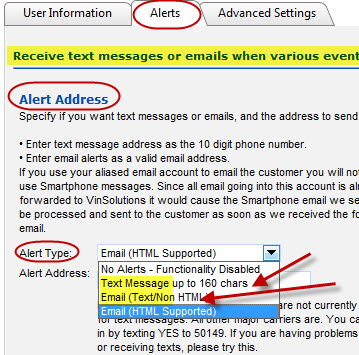 User Information
Alerts
Advanced Settings
Receive text messages or emails when various event
Alert Address
Specify if you want text messages or emails, and the address to send
• Enter text message address as the 10 digit phone number.
• Enter email alerts as a valid email address.
If you use your aliased email account to email the customer you will not
use Smartphone messages. Since all email going into this account is alr
forwarded to VinSolutions it would cause the Smartphone email we se
be processed and sent to the customer as soon as we received the fo
email.
Alert Type: Email (HTML Supported)
No Alerts - Functionality Disabled
Alert Address: Text Message up to 160 chars
Email (Text/Non HTML)
Email (HTML Supported)
are not currently
for text messages. All other major carriers are. You ca
in by texting YES to 50149. If you are having problems
or receiving texts, please try this.